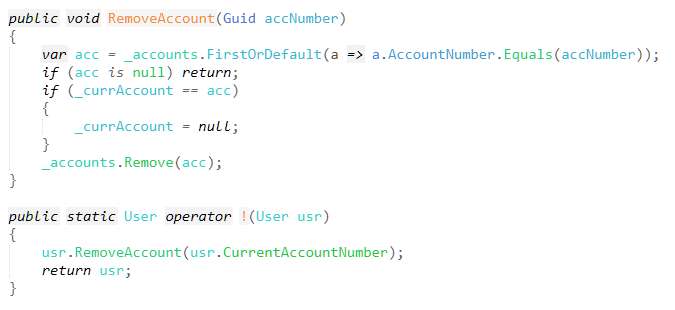 public void RemoveAccount(Guid accNumber)
{
    var acc = _accounts.FirstOrDefault(a => a.AccountNumber.Equals(accNumber));
    if (acc is null) return;
    if (_currAccount == acc)
    {
        _currAccount = null;
    }
    _accounts.Remove(acc);
}
public static User operator !(User usr)
{
    usr.RemoveAccount(usr.CurrentAccountNumber);
    return usr;
}